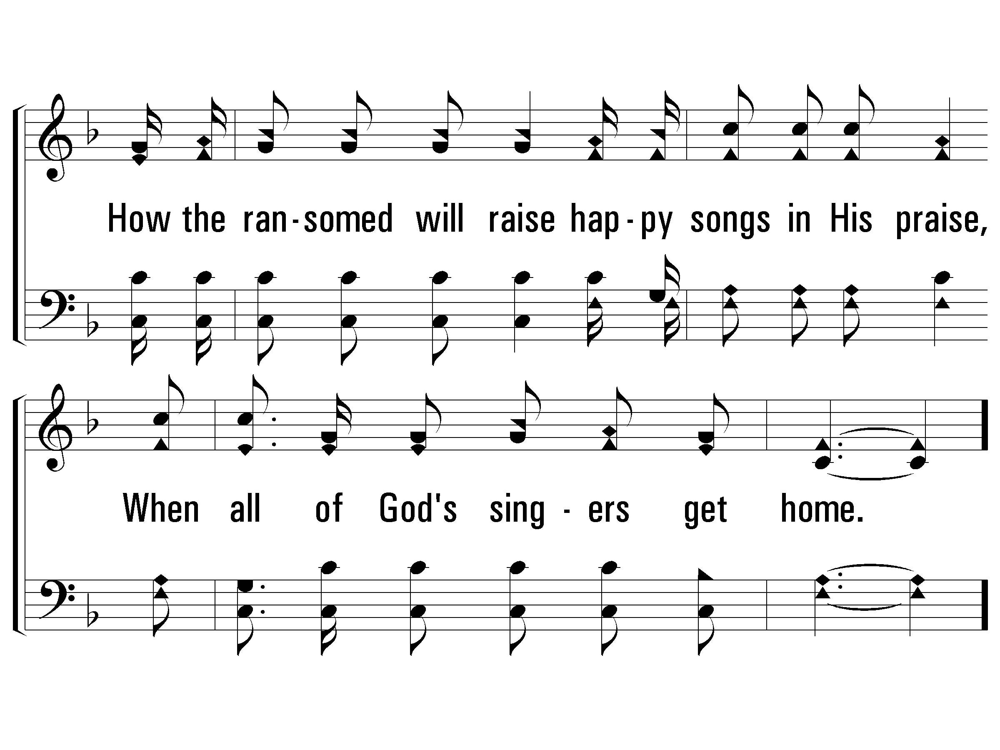 How the ran-somed will raise hap-py songs in His praise,
When all of God's sing - ers get home.